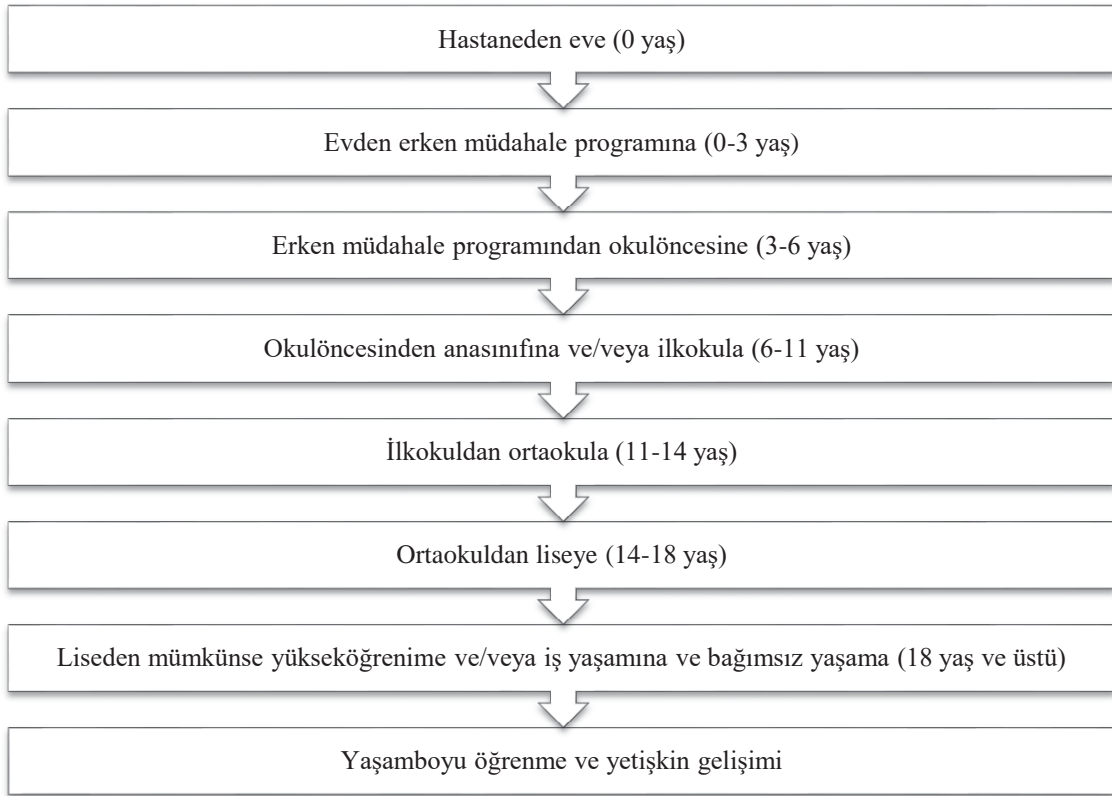 Hastaneden eve (0 yaş)
Evden erken müdahale programına (0-3 yaş)
Erken müdahale programından okulöncesine (3-6 yaş)
Okulöncesinden anasınıfına ve/veya ilkokula (6-11 yaş)
İlkokuldan ortaokula (11-14 yaş)
Ortaokuldan liseye (14-18 yaş)
Liseden mümkünse yükseköğrenime ve/veya iş yaşamına ve bağımsız yaşama (18 yaş ve üstü)
Yaşamboyu öğrenme ve yetişkin gelişimi